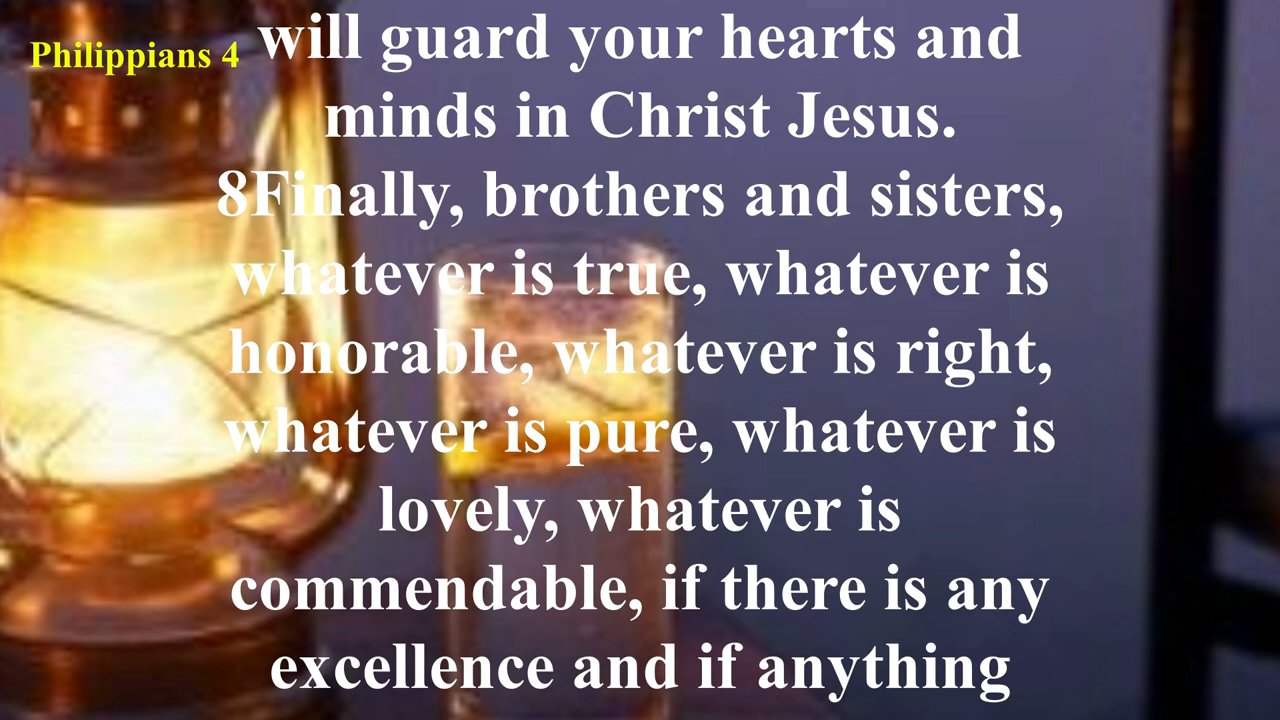 Philippians 4
will guard your hearts and
minds in Christ Jesus.
8Finally, brothers and sisters,
whatever is true, whatever is
honorable, whatever is right,
whatever is pure, whatever is
lovely, whatever is
commendable, if there is any
excellence and if anything